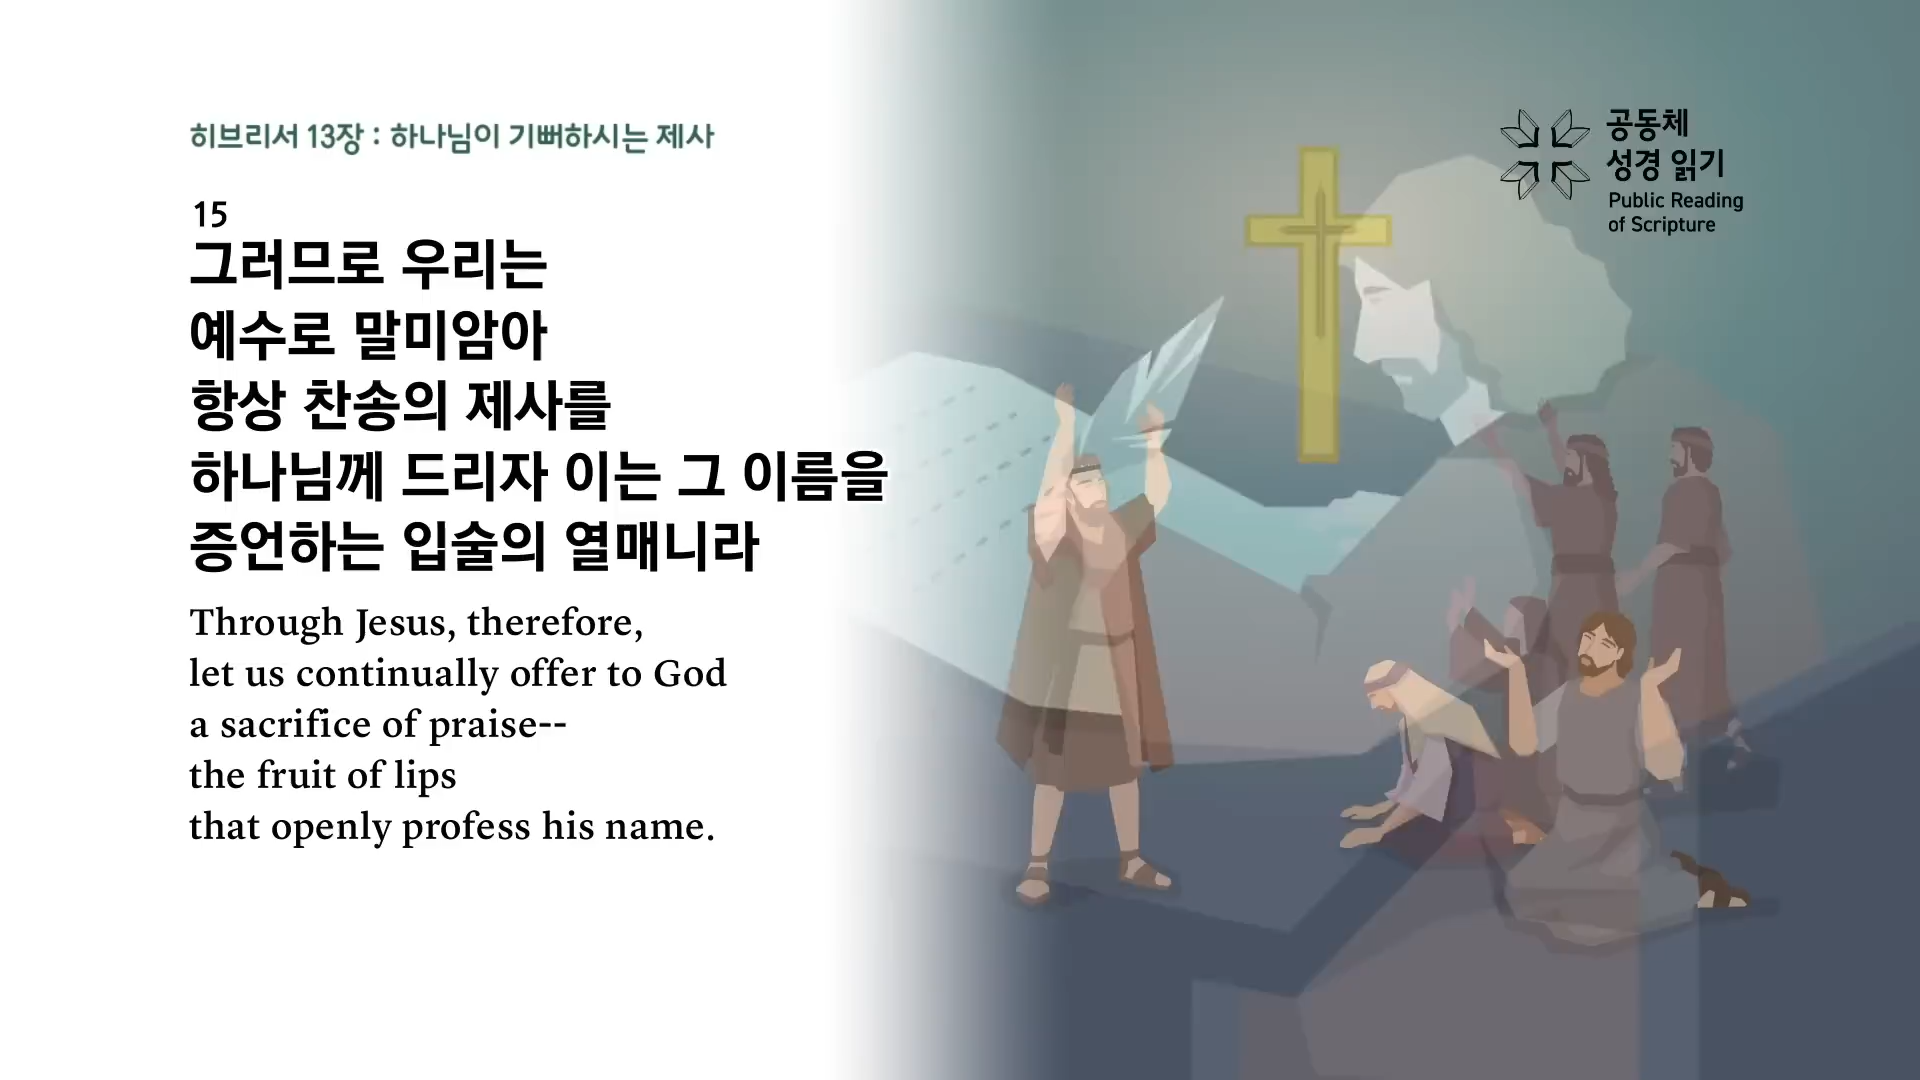 히브리서 13장 : 하나님이 기뻐하시는 제사
15
그러므로 우리는
예수로 말미암아
항상 찬송의 제사를
하나님께 드리자 이는 그 이름을
증언하는 입술의 열매니라
Through Jesus, therefore,
let us continually offer to God
a sacrifice of praise--
the fruit of lips
that openly profess his name.
공동체
성경 읽기
Public Reading
of Scripture